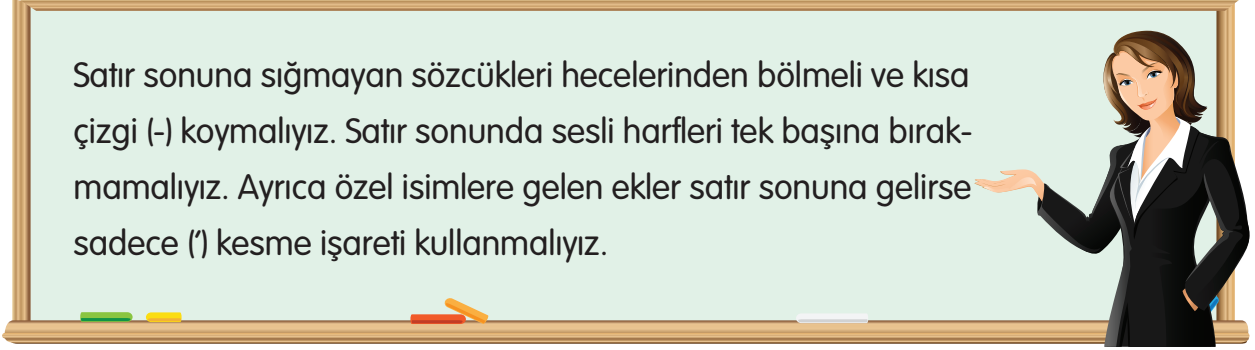 Satır sonuna sığmayan sözcükleri hecelerinden bölmeli ve kısa
çizgi (-) koymalıyız. Satır sonunda sesli harfleri tek başına bırak-
mamalıyız. Ayrıca özel isimlere gelen ekler satır sonuna gelirse
sadece (’) kesme işareti kullanmalıyız.